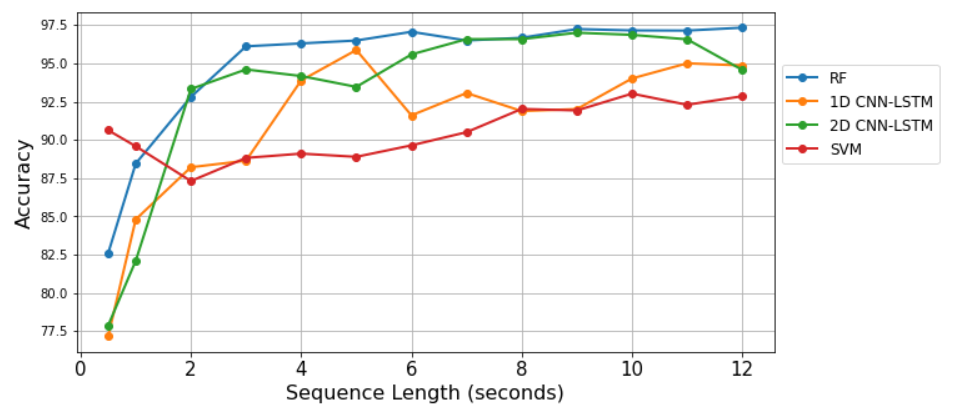 97.5
95.0
92.5
90.0
87.5
85.0
82.5
80.0
77.5
Accuracy
0 2 4 6 8 10 12
Sequence Length (seconds)
RF
1D CNN-LSTM
2D CNN-LSTM
SVM